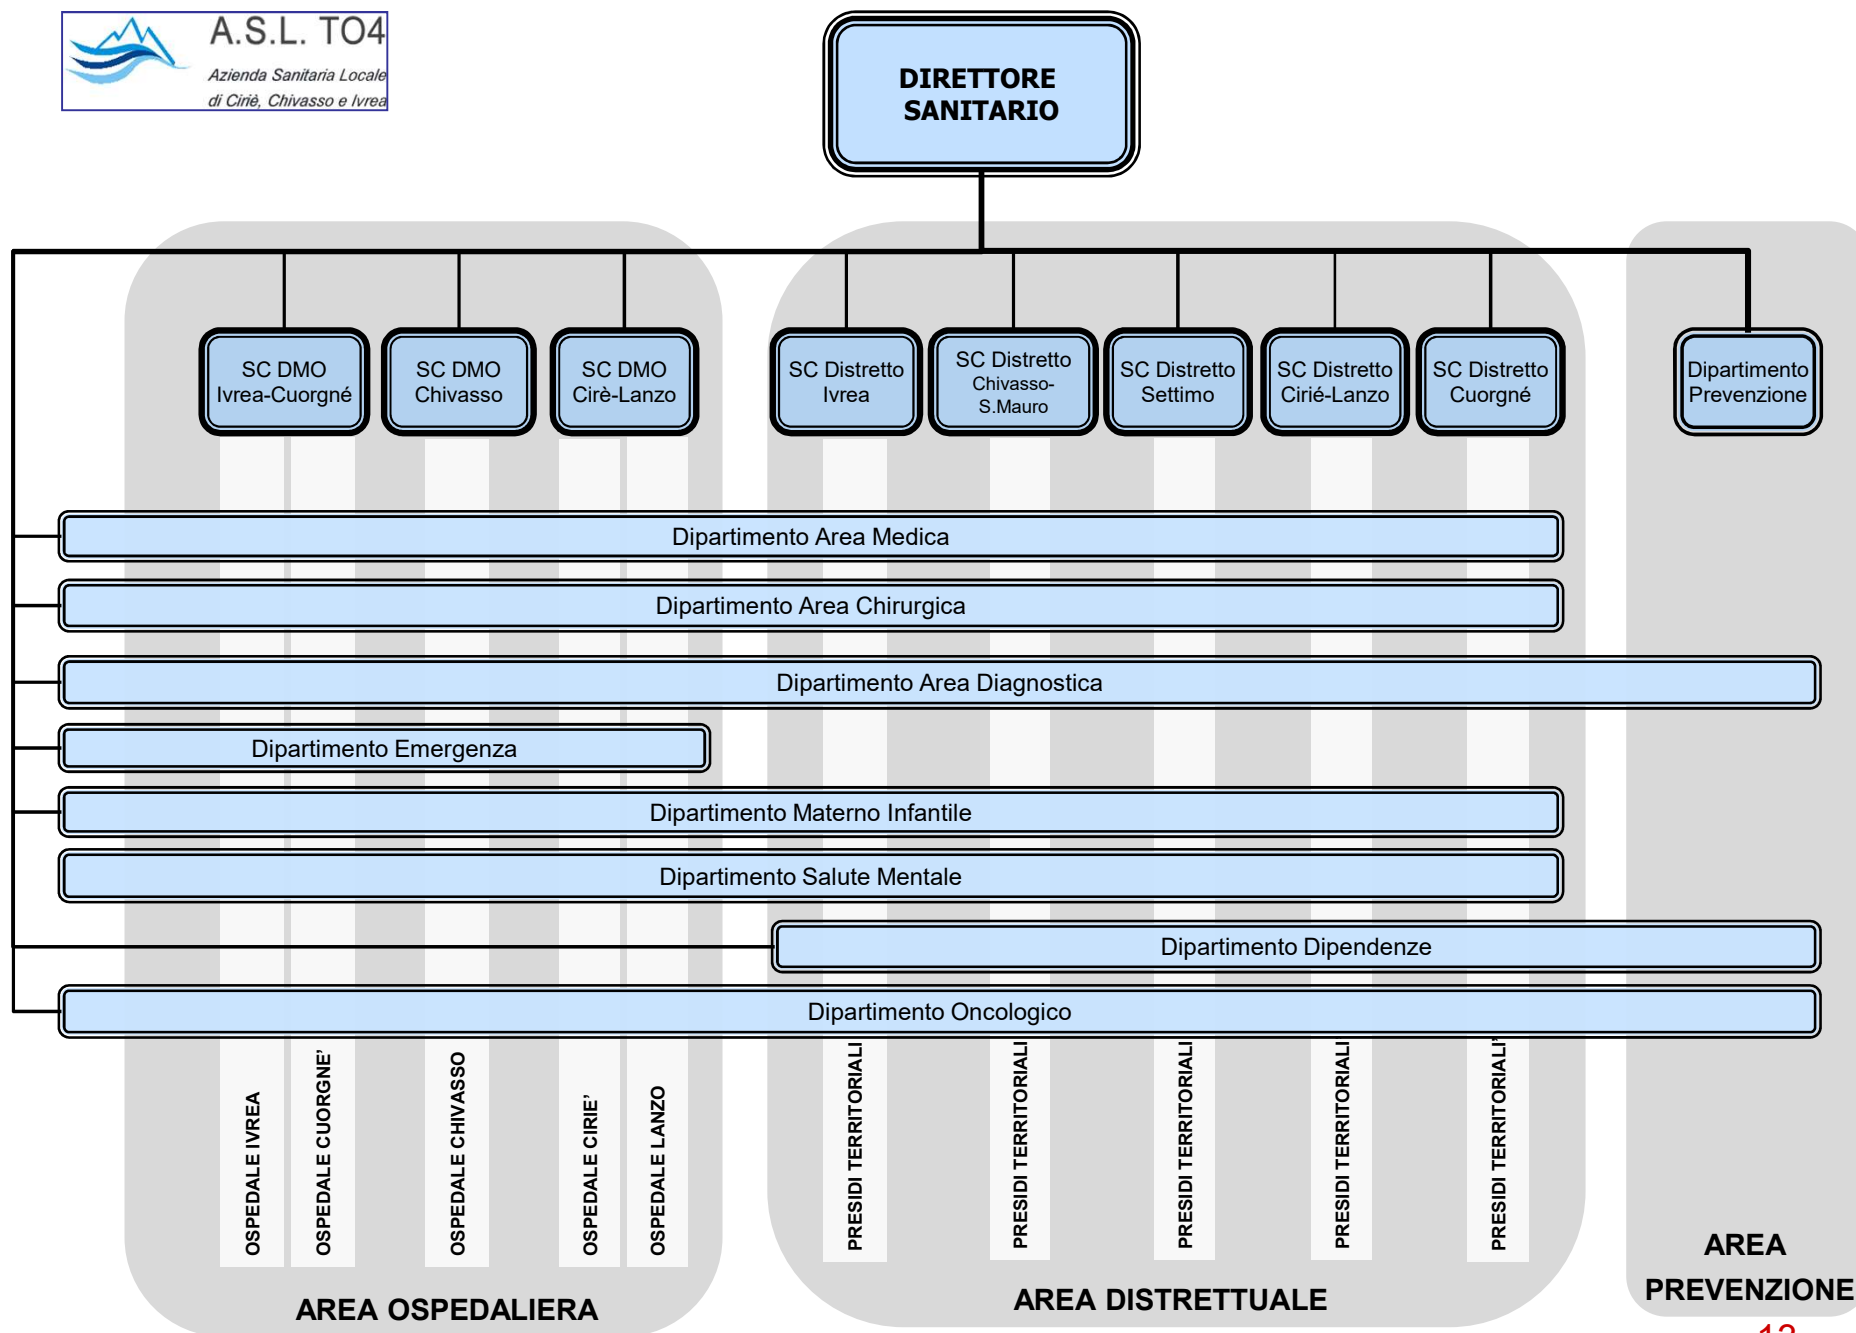 A.S.L. TO4
Azienda Sanitaria Locale
di Ciriè, Chivasso e Ivrea
DIRETTORE
SANITARIO
SC DMO
Ivrea-Cuorgné
SC DMO
Chivasso
SC DMO
Cirè-Lanzo
SC Distretto
Ivrea
SC Distretto
Chivasso-
S.Mauro
SC Distretto
Settimo
SC Distretto
Cirié-Lanzo
SC Distretto
Cuorgné
Dipartimento
Prevenzione
Dipartimento Area Medica
Dipartimento Area Chirurgica
Dipartimento Area Diagnostica
Dipartimento Emergenza
Dipartimento Materno Infantile
Dipartimento Salute Mentale
Dipartimento Dipendenze
Dipartimento Oncologico
OSPEDALE IVREA
OSPEDALE CUORGNE'
OSPEDALE CHIVASSO
OSPEDALE CIRIE'
OSPEDALE LANZO
PRESIDI TERRITORIALI
PRESIDI TERRITORIALI
PRESIDI TERRITORIALI
PRESIDI TERRITORIALI
PRESIDI TERRITORIALI'
AREA OSPEDALIERA
AREA DISTRETTUALE
AREA
PREVENZIONE